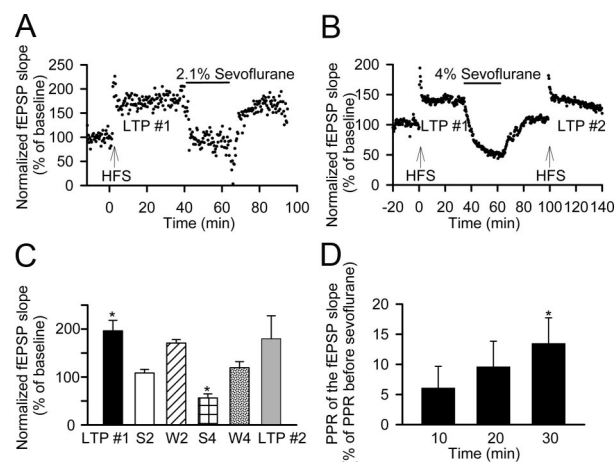 A
Normalized fEPSP slope
(% of baseline)
250
200
150
100
50
0
2.1% Sevoflurane
LTP #1
HFS
0 20 40 60 80 100
Time (min)
B
Normalized fEPSP slope
(% of baseline)
200
150
100
50
0
4% Sevoflurane
LTP #1
LTP #2
HFS
HFS
-20 0 20 40 60 80 100 120 140
Time (min)
C
Normalized fEPSP slope
(% of baseline)
200
100
0
*
*
LTP #1 S2 W2 S4 W4 LTP #2
D
PPR of the fEPSP slope
(% of PPR before sevoflurane)
20
15
10
5
0
*
10 20 30
Time (min)